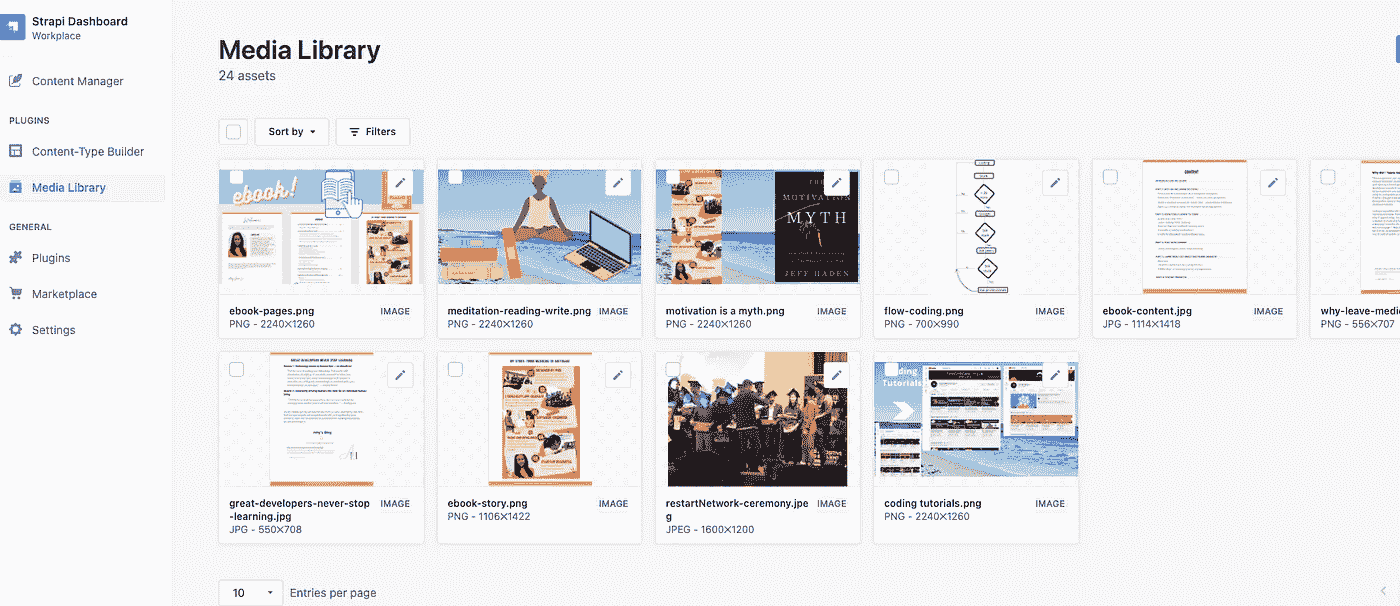 Strapi Dashboard
Workplace
Content Manager
PLUGINS
Content-Type Builder
Media Library
GENERAL
Plugins
Marketplace
Settings
Media Library
24 assets
Sort by
Filters
ebook!
MOTIVATION
MYTH
JEFF HADEN
CONTENT
ebook-pages.png IMAGE
PNG - 2240✕1260
meditation-reading-write.png IMAGE
PNG - 2240✕1260
motivation is a myth.png IMAGE
PNG - 2240✕1260
flow-coding.png IMAGE
PNG - 700✕990
ebook-content.jpg IMAGE
JPG - 1114✕1418
why-leave-medi
PNG - 556✕707
Tutorials
great-developers-never-stop IMAGE
-learning.jpg
JPG - 550✕708
ebook-story.png IMAGE
PNG - 1106✕1422
restartNetwork-ceremony.jpe IMAGE
g
JPEG - 1600✕1200
coding tutorials.png IMAGE
PNG - 2240✕1260
10 Entries per page